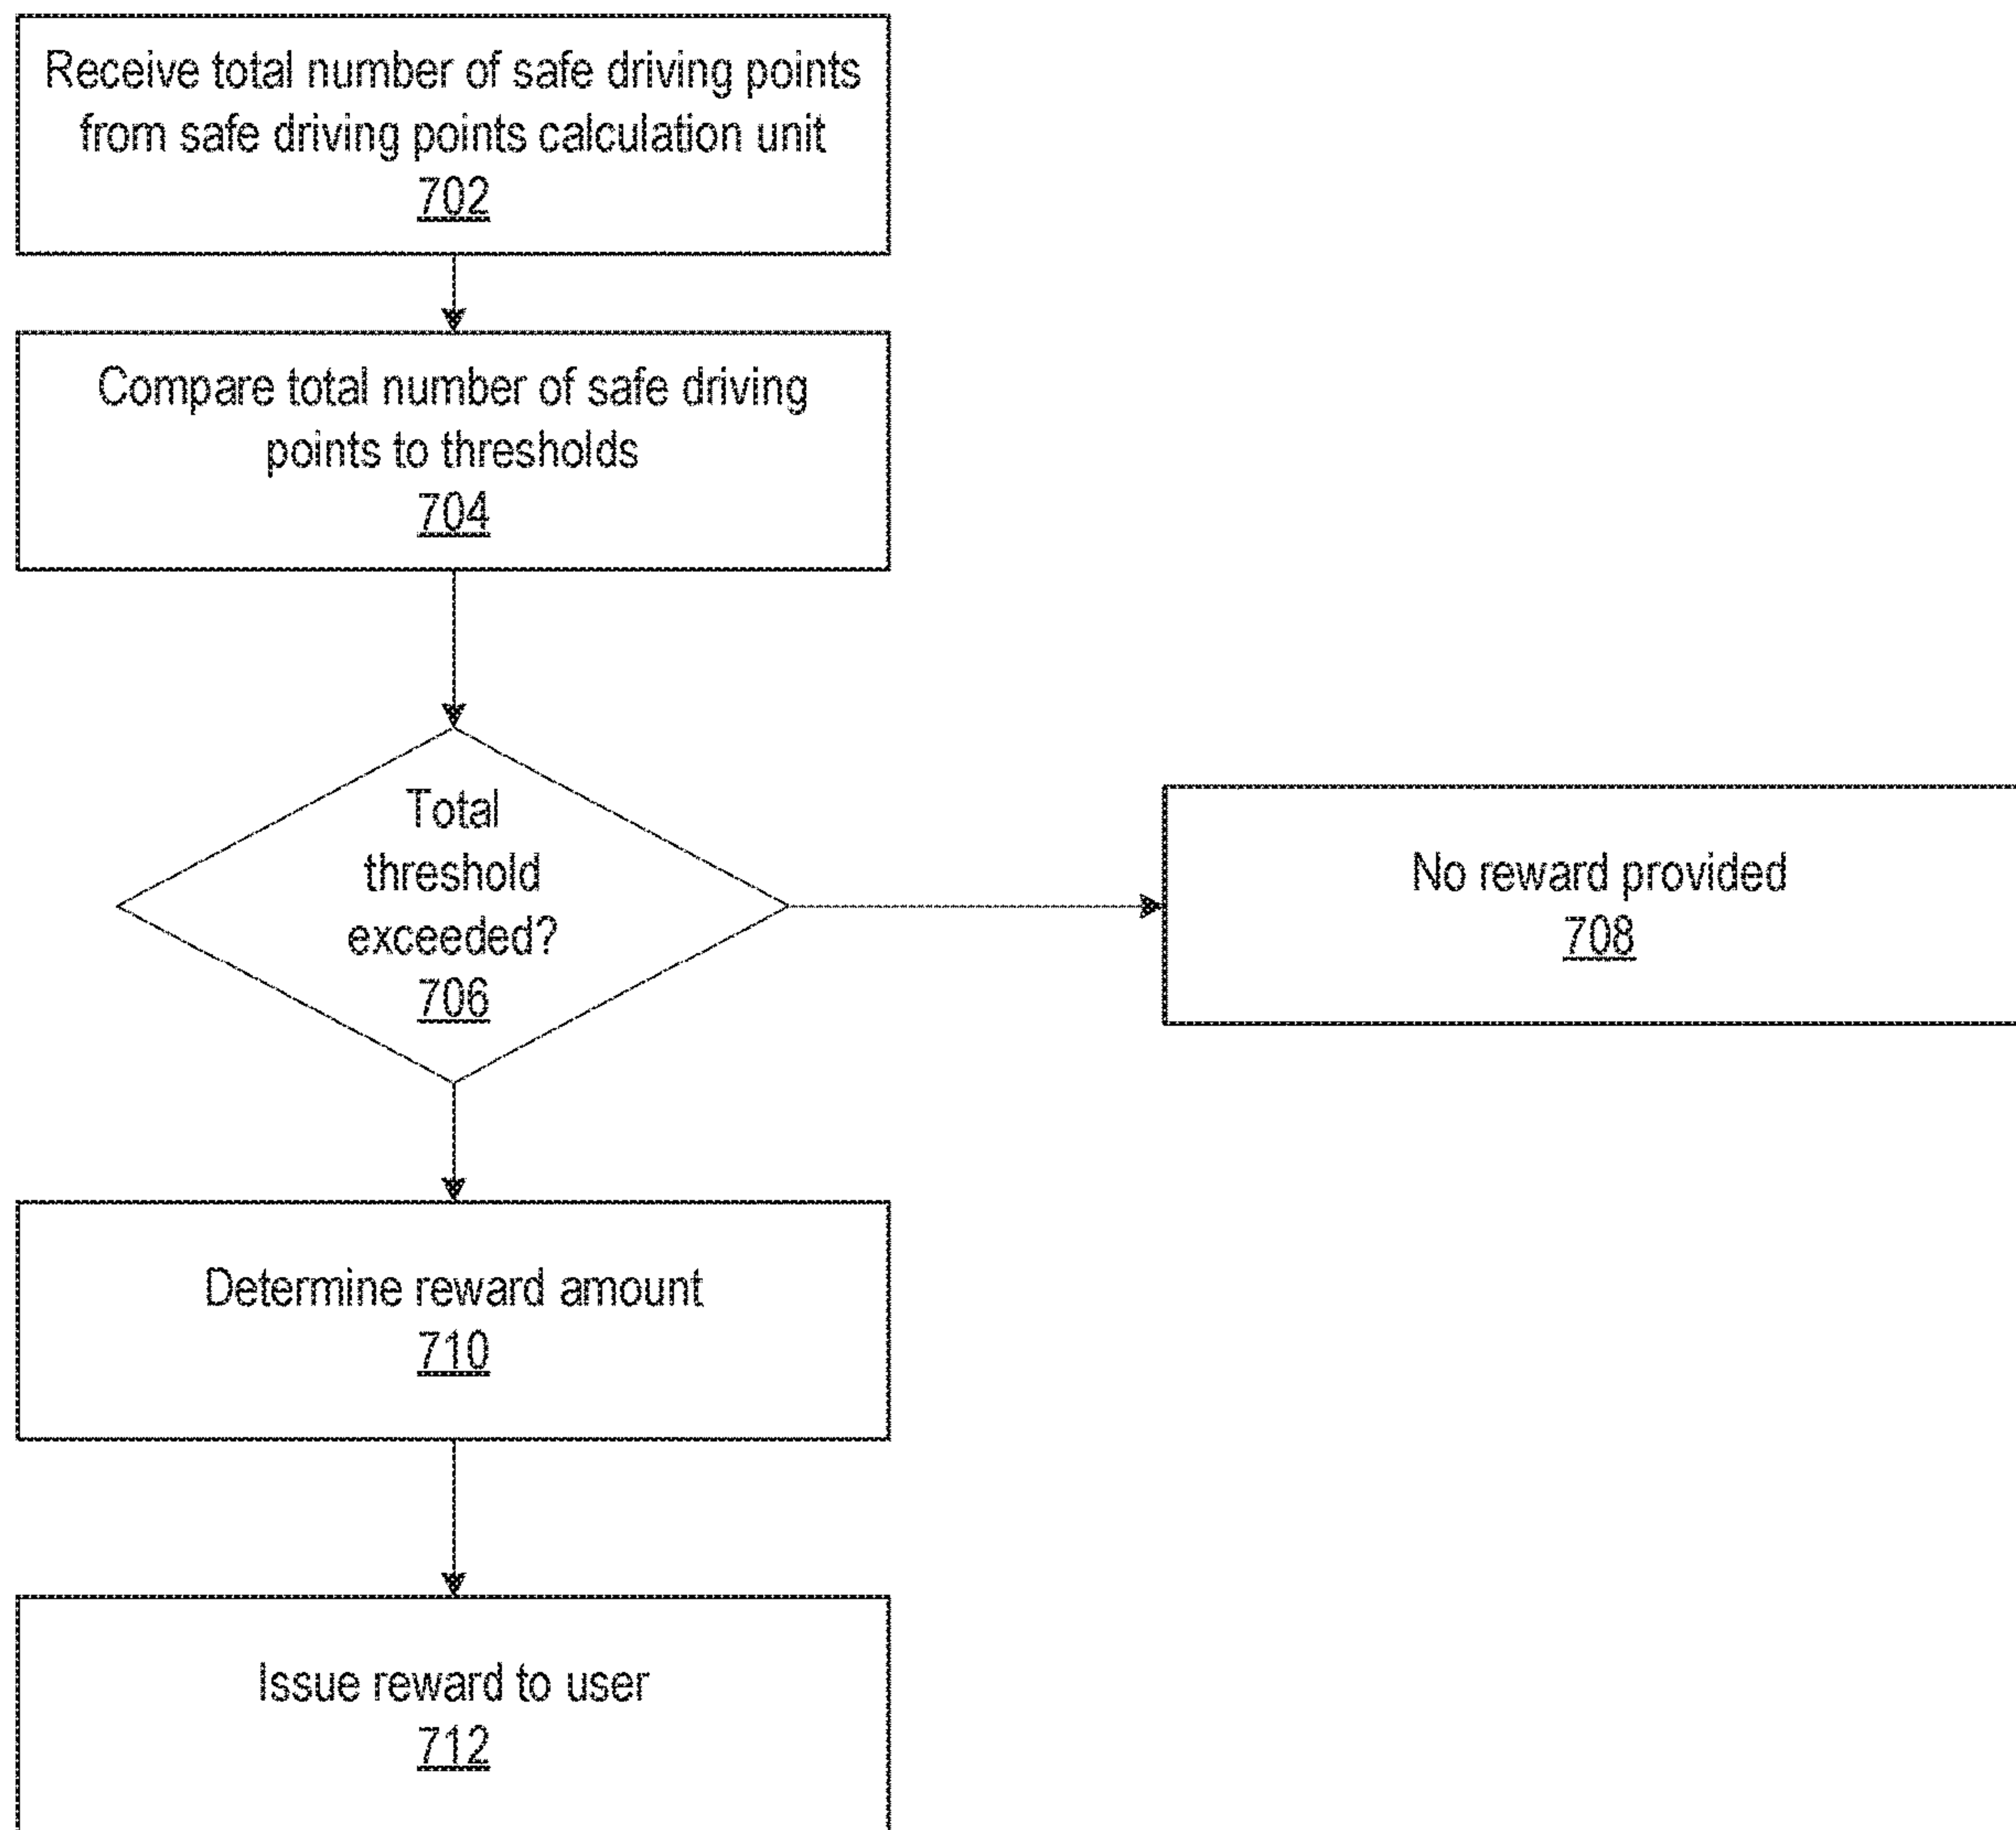 Receive total number of safe driving points
from safe driving points calculation unit
702
Compare total number of safe driving
points to thresholds
704
Total
threshold
exceeded?
706
No reward provided
708
Determine reward amount
710
Issue reward to user
712